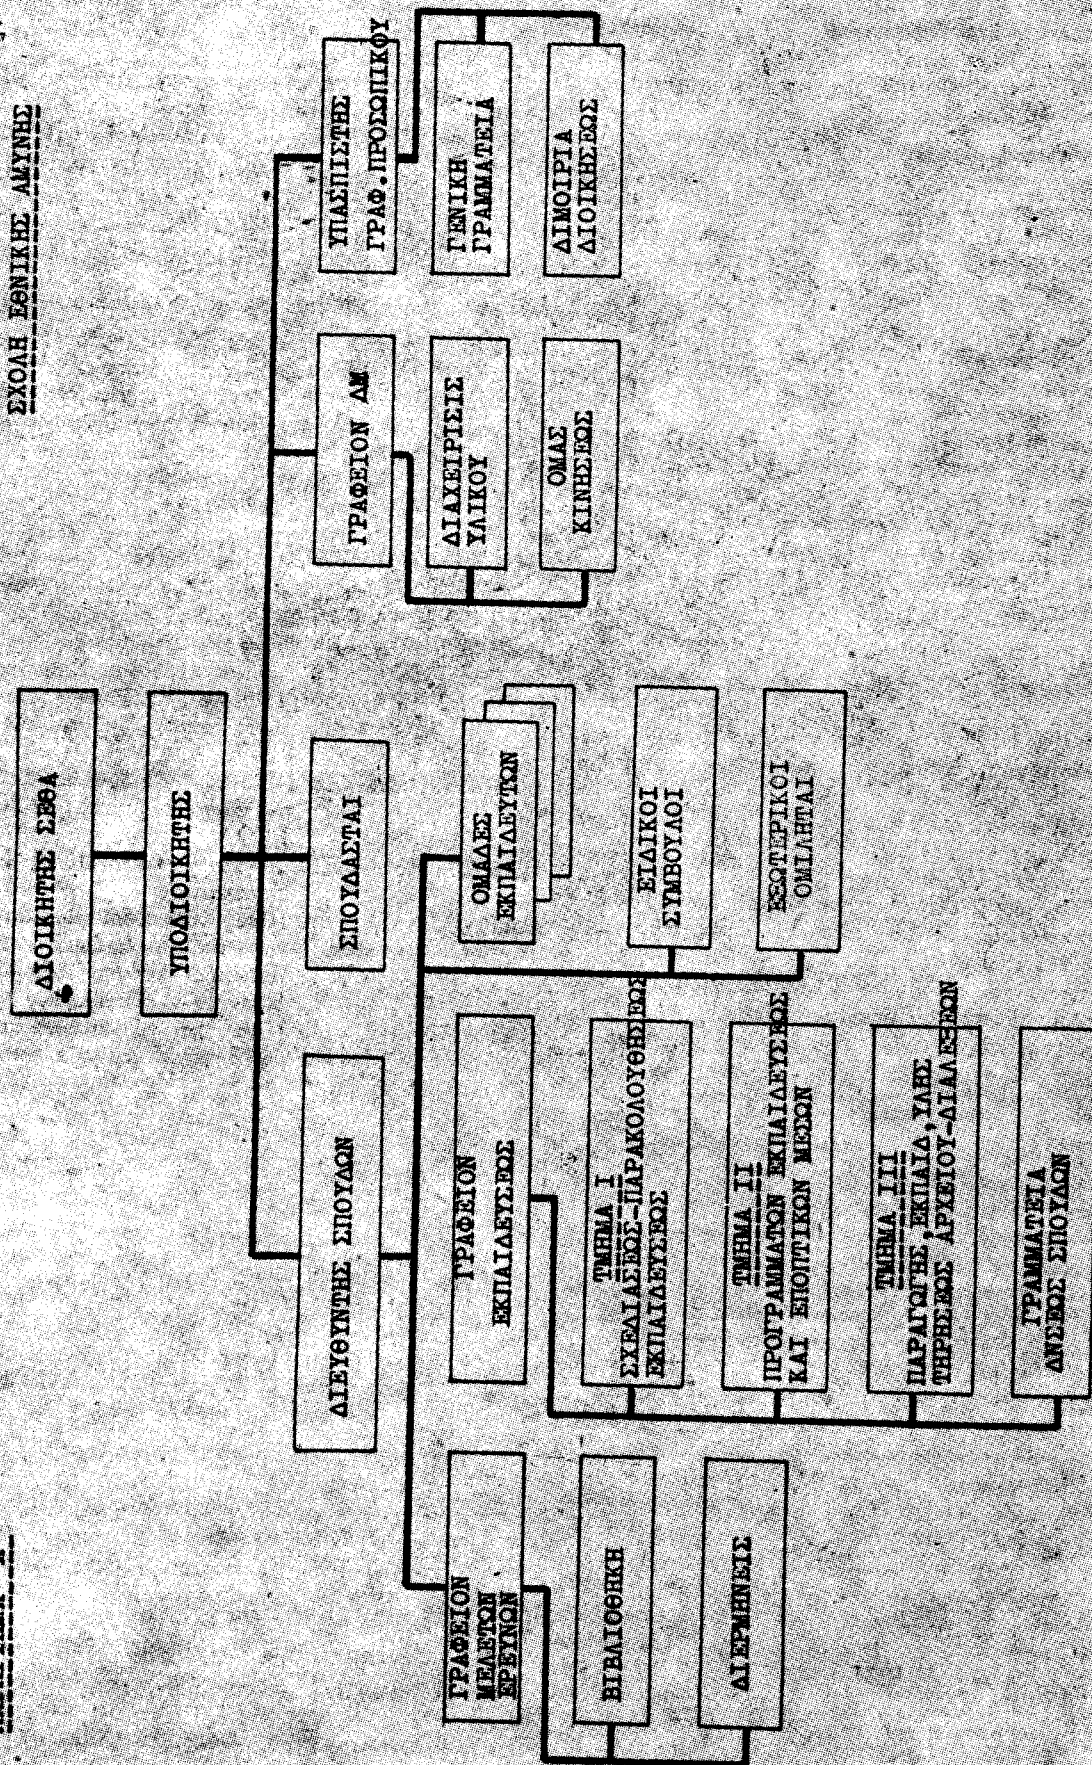 ΣΧΟΛΗ ΕΘΝΙΚΗΣ ΑΜΥΝΗΣ
ΔΙΟΙΚΗΤΗΣ ΣΕΘΑ
ΥΠΟΔΙΟΙΚΗΤΗΣ
ΔΙΕΥΘΥΝΤΗΣ ΣΠΟΥΔΩΝ
ΣΠΟΥΔΑΣΤΑΙ
ΓΡΑΦΕΙΟΝ ΔΜ
ΥΠΑΣΠΙΣΤΗΣ
ΓΡΑΦ.ΠΡΟΣΩΠΙΚΟΥ
ΓΡΑΦΕΙΟΝ
ΜΕΛΕΤΩΝ
ΕΡΕΥΝΩΝ
ΒΙΒΛΙΟΘΗΚΗ
ΔΙΕΡΜΗΝΕΙΣ
ΓΡΑΦΕΙΟΝ
ΕΚΠΑΙΔΕΥΣΕΩΣ
ΤΜΗΜΑ Ι
ΣΧΕΔΙΑΣΕΩΣ-ΠΑΡΑΚΟΛΟΥΘΗΣΕΩΣ
ΕΚΠΑΙΔΕΥΣΕΩΣ
ΤΜΗΜΑ ΙΙ
ΠΡΟΓΡΑΜΜΑΤΩΝ ΕΚΠΑΙΔΕΥΣΕΩΣ
ΚΑΙ ΕΠΟΠΤΙΚΩΝ ΜΕΣΩΝ
ΤΜΗΜΑ ΙΙΙ
ΠΑΡΑΓΩΓΗΣ,ΕΚΠΑΙΔ,ΥΛΗΣ
ΤΗΡΗΣΕΩΣ ΑΡΧΕΙΟΥ-ΔΙΑΛΕΞΕΩΝ
ΓΡΑΜΜΑΤΕΙΑ
ΔΝΣΕΩΣ ΣΠΟΥΔΩΝ
ΟΜΑΔΕΣ
ΕΚΠΑΙΔΕΥΤΩΝ
ΕΙΔΙΚΟΙ
ΣΥΜΒΟΥΛΟΙ
ΕΞΩΤΕΡΙΚΟΙ
ΟΜΙΛΗΤΑΙ
ΔΙΑΧΕΙΡΙΣΙΣ
ΥΛΙΚΟΥ
ΟΜΑΣ
ΚΙΝΗΣΕΩΣ
ΓΕΝΙΚΗ
ΓΡΑΜΜΑΤΕΙΑ
ΔΙΜΟΙΡΙΑ
ΔΙΟΙΚΗΣΕΩΣ